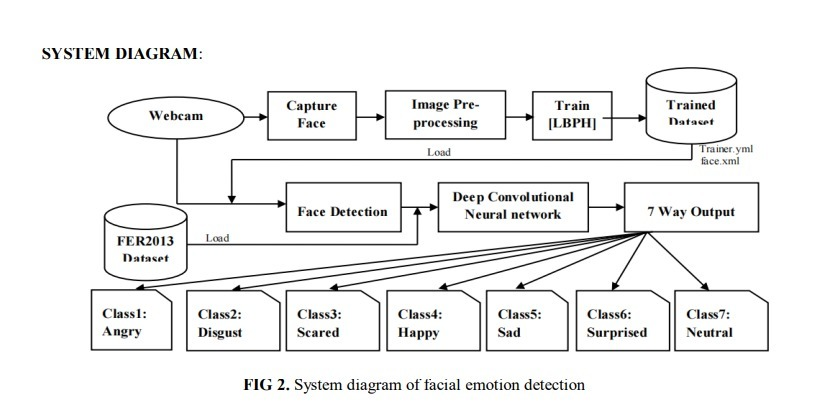 SYSTEM DIAGRAM:
Webcam
Capture
Face
Image Pre-
processing
Train
[LBPH]
Trained
Dataset
Load
Trainer.yml
face.xml
Face Detection
Deep Convolutional
Neural network
7 Way Output
FER2013
Dataset
Load
Class1:
Angry
Class2:
Disgust
Class3:
Scared
Class4:
Happy
Class5:
Sad
Class6:
Surprised
Class7:
Neutral
FIG 2. System diagram of facial emotion detection